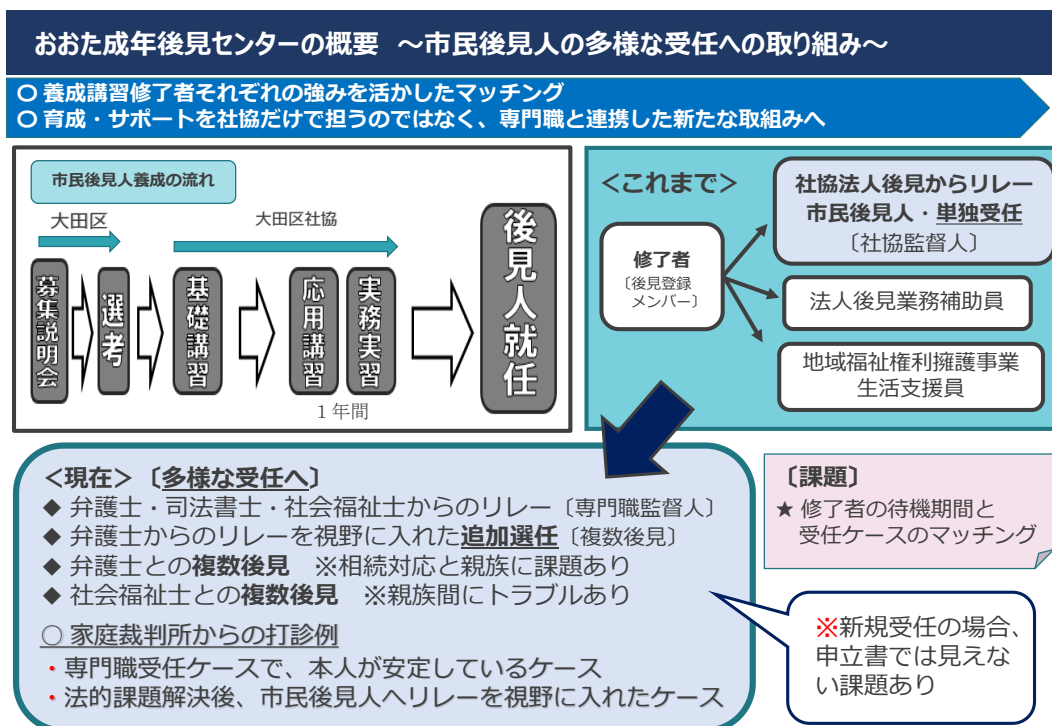 おおた成年後見センターの概要 ～市民後見人の多様な受任への取り組み～
○ 養成講習修了者それぞれの強みを活かしたマッチング
○ 育成・サポートを社協だけで担うのではなく、専門職と連携した新たな取組みへ
市民後見人養成の流れ
大田区
大田区社協
募集説明会
選考
基礎講習
応用講習
実務実習
後見人就任
１年間
＜これまで＞
修了者
〔後見登録
メンバー〕
社協法人後見からリレー
市民後見人・単独受任
〔社協監督人〕
法人後見業務補助員
地域福祉権利擁護事業
生活支援員
＜現在＞〔多様な受任へ〕
◆ 弁護士・司法書士・社会福祉士からのリレー〔専門職監督人〕
◆ 弁護士からのリレーを視野に入れた追加選任〔複数後見〕
◆ 弁護士との複数後見 ※相続対応と親族に課題あり
◆ 社会福祉士との複数後見 ※親族間にトラブルあり
○ 家庭裁判所からの打診例
・専門職受任ケースで、本人が安定しているケース
・法的課題解決後、市民後見人へリレーを視野に入れたケース
〔課題〕
★ 修了者の待機期間と
受任ケースのマッチング
※新規受任の場合、
申立書では見えな
い課題あり